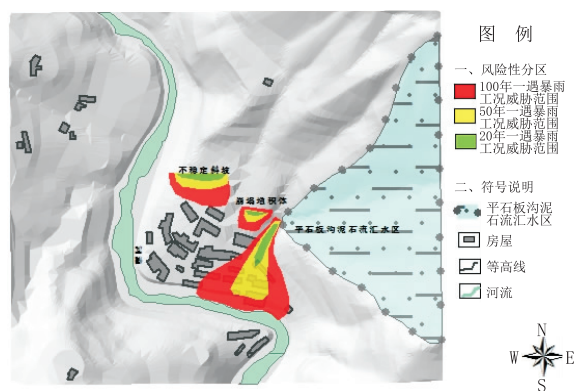 图 例
一、风险性分区
100年一遇暴雨
工况威胁范围
50年一遇暴雨
工况威胁范围
20年一遇暴雨
工况威胁范围
二、符号说明
平石板沟泥
石流汇水区
房屋
等高线
河流
N
W
E
S
不稳定斜坡
崩塌堆积体
平石板沟泥石流汇水区